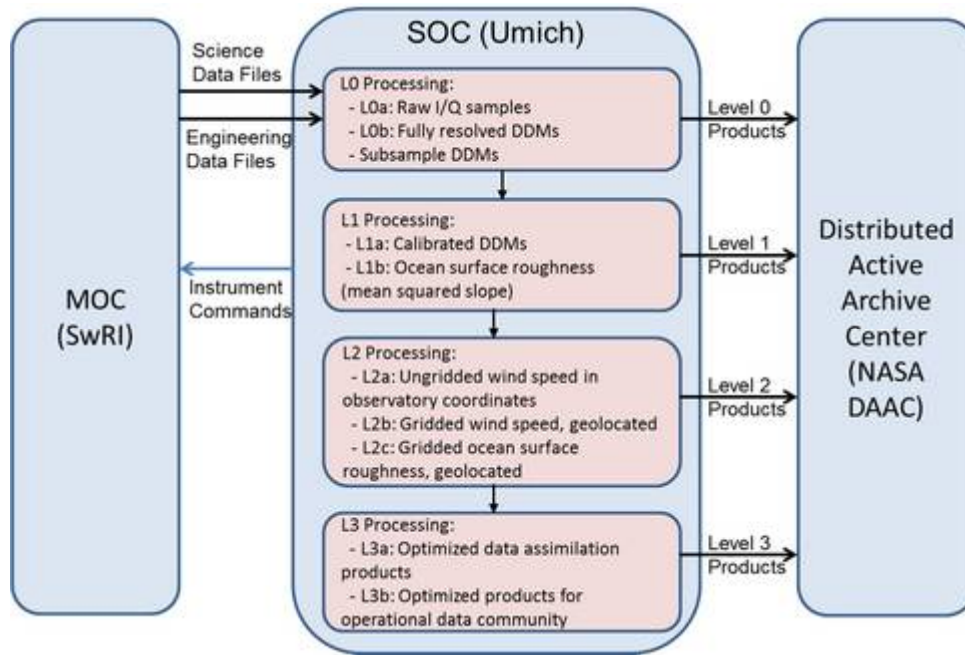 SOC (Umich)
Science
Data Files
Engineering
Data Files
Instrument
Commands
MOC
(SwRI)
L0 Processing:
- L0a: Raw I/Q samples
- L0b: Fully resolved DDMs
- Subsample DDMs
L1 Processing:
- L1a: Calibrated DDMs
- L1b: Ocean surface roughness
(mean squared slope)
L2 Processing:
- L2a: Ungridded wind speed in
observatory coordinates
- L2b: Gridded wind speed, geolocated
- L2c: Gridded ocean surface
roughness, geolocated
L3 Processing:
- L3a: Optimized data assimilation
products
- L3b: Optimized products for
operational data community
Level 0
Products
Level 1
Products
Level 2
Products
Level 3
Products
Distributed
Active
Archive
Center
(NASA
DAAC)